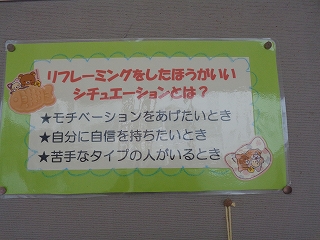 リフレーミングをしたほうがいい
シチュエーションとは？
★モチベーションをあげたいとき
★自分に自信を持ちたいとき
★苦手なタイプの人がいるとき